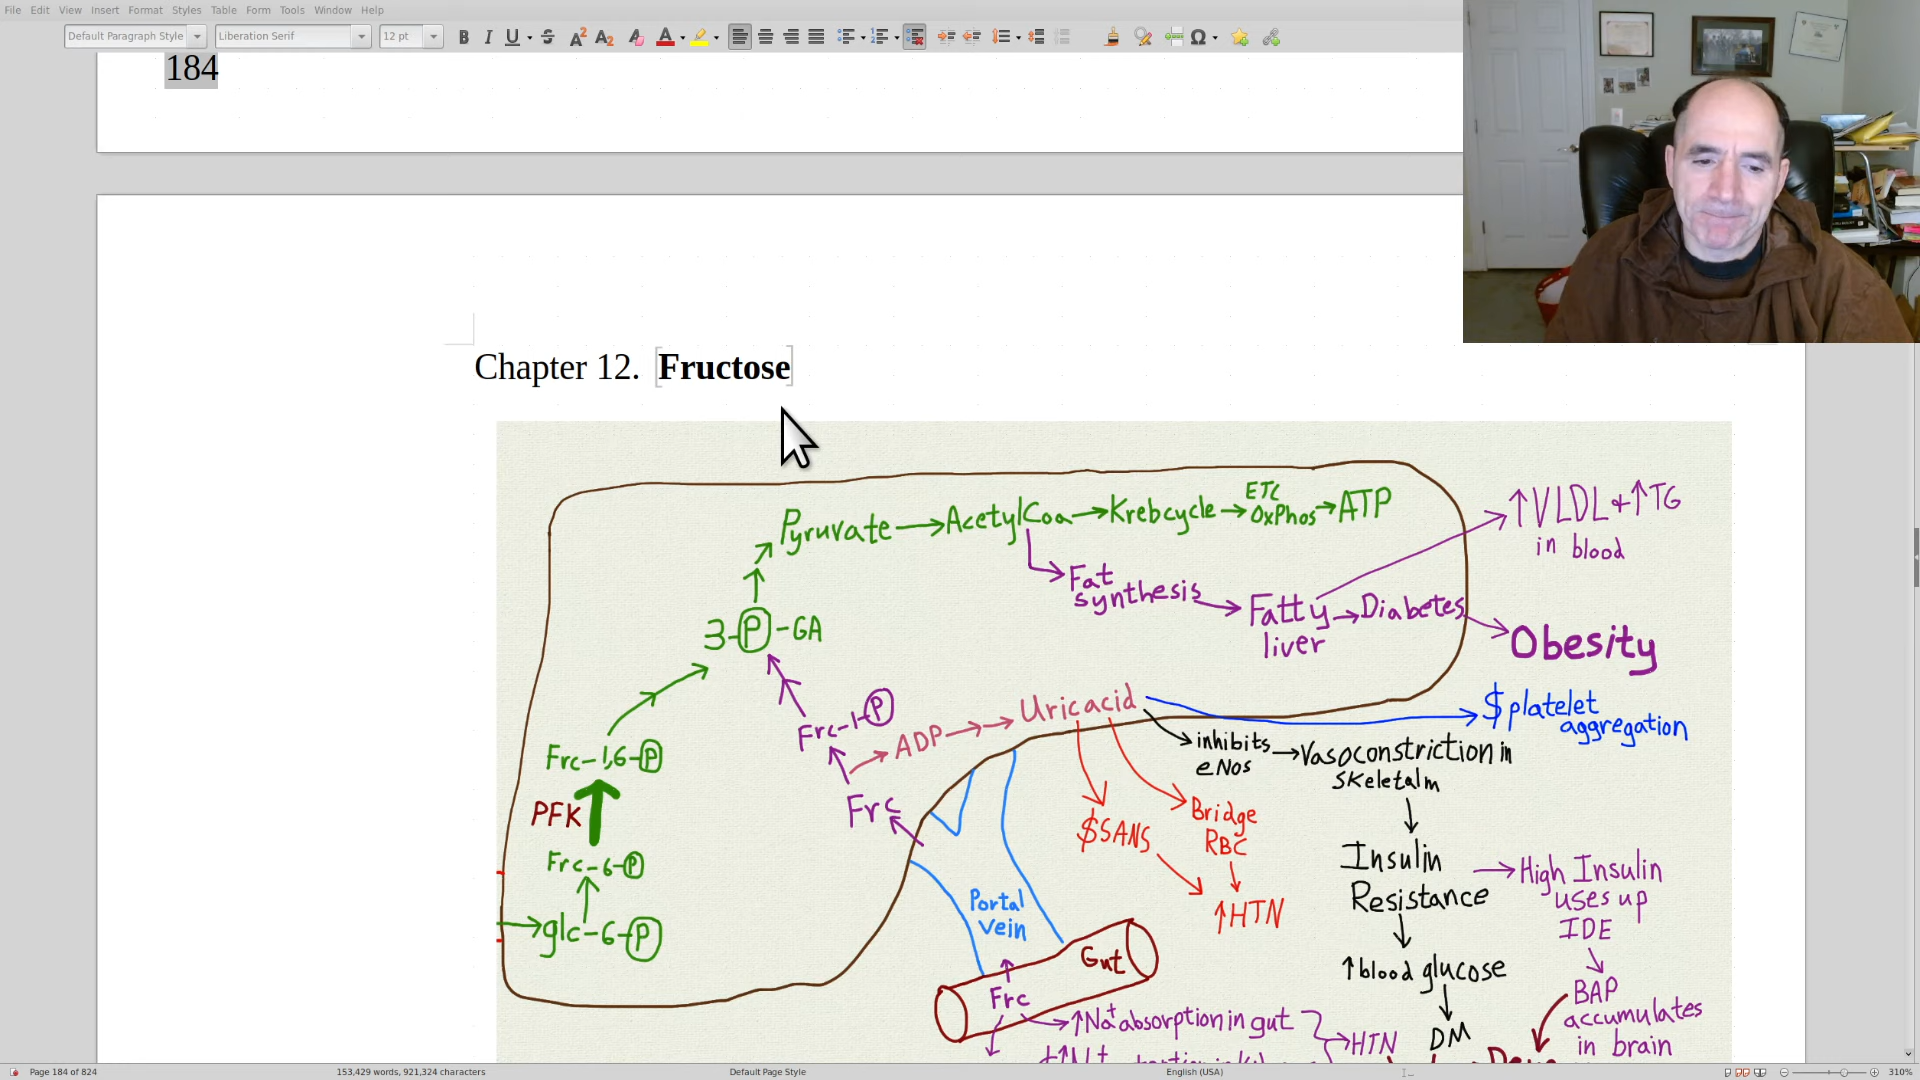 File Edit View Insert Format Styles Table Form Tools Window Help
Default Paragraph Style Liberation Serif 12 pt
184
Chapter 12. Fructose
Pyruvate → AcetylCoa → Krebcycle → ETC OxPhos → ATP
↑VLDL + ↑TG
in blood
Fat
synthesis → Fatty
liver → Diabetes
Obesity
3-P-GA
Frc-1-P
ADP → → Uricacid
$ platelet
aggregation
inhibits
eNos → Vasoconstriction in
Skeletalm
Frc-1,6-P
PFK
Frc
Frc-6-P
glc-6-P
$SANS
Bridge
RBC
↑HTN
Insulin
Resistance → High Insulin
uses up
IDE
Portal
vein
Gut
Frc
↑blood glucose
DM
BAP
accumulates
in brain
↑Na+ absorption in gut
HTN
Page 184 of 824 153,429 words, 921,324 characters Default Page Style English (USA) 310%